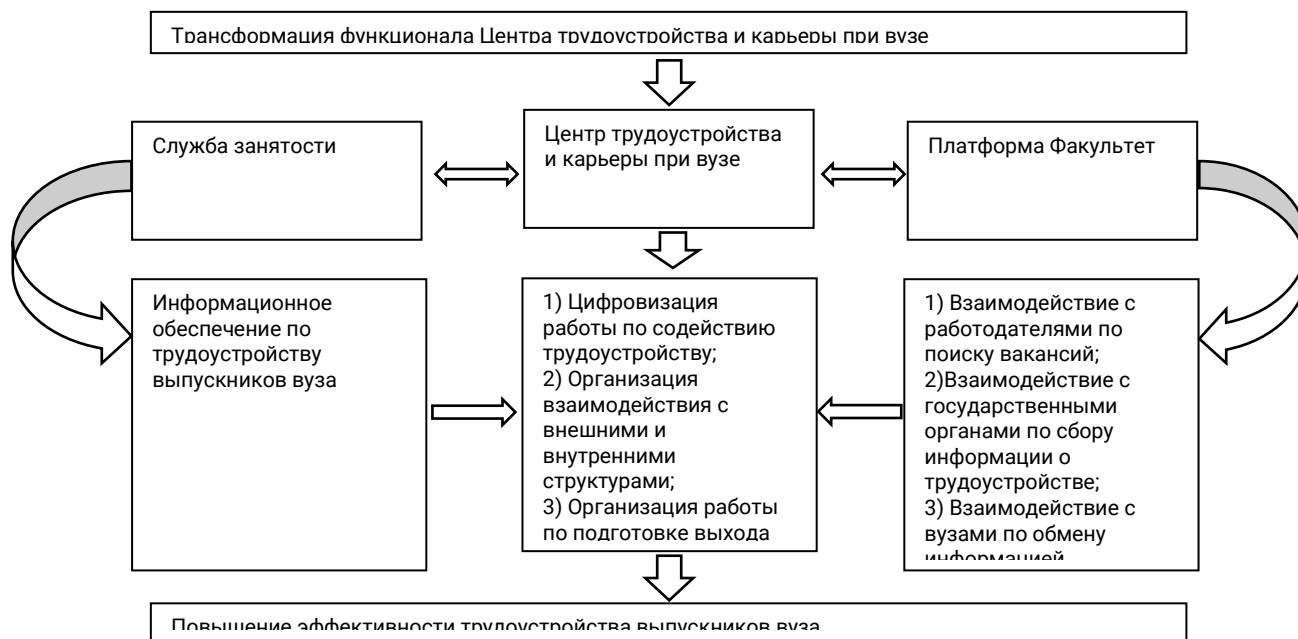 Трансформация функционала Центра трудоустройства и карьеры при вузе
Служба занятости
Центр трудоустройства
и карьеры при вузе
Платформа Факультет
Информационное
обеспечение по
трудоустройству
выпускников вуза
1) Цифровизация
работы по содействию
трудоустройству;
2) Организация
взаимодействия с
внешними и
внутренними
структурами;
3) Организация работы
по подготовке выхода
1) Взаимодействие с
работодателями по
поиску вакансий;
2)Взаимодействие с
государственными
органами по сбору
информации о
трудоустройстве;
3) Взаимодействие с
вузами по обмену
информацией
Повышение эффективности трудоустройства выпускников вуза